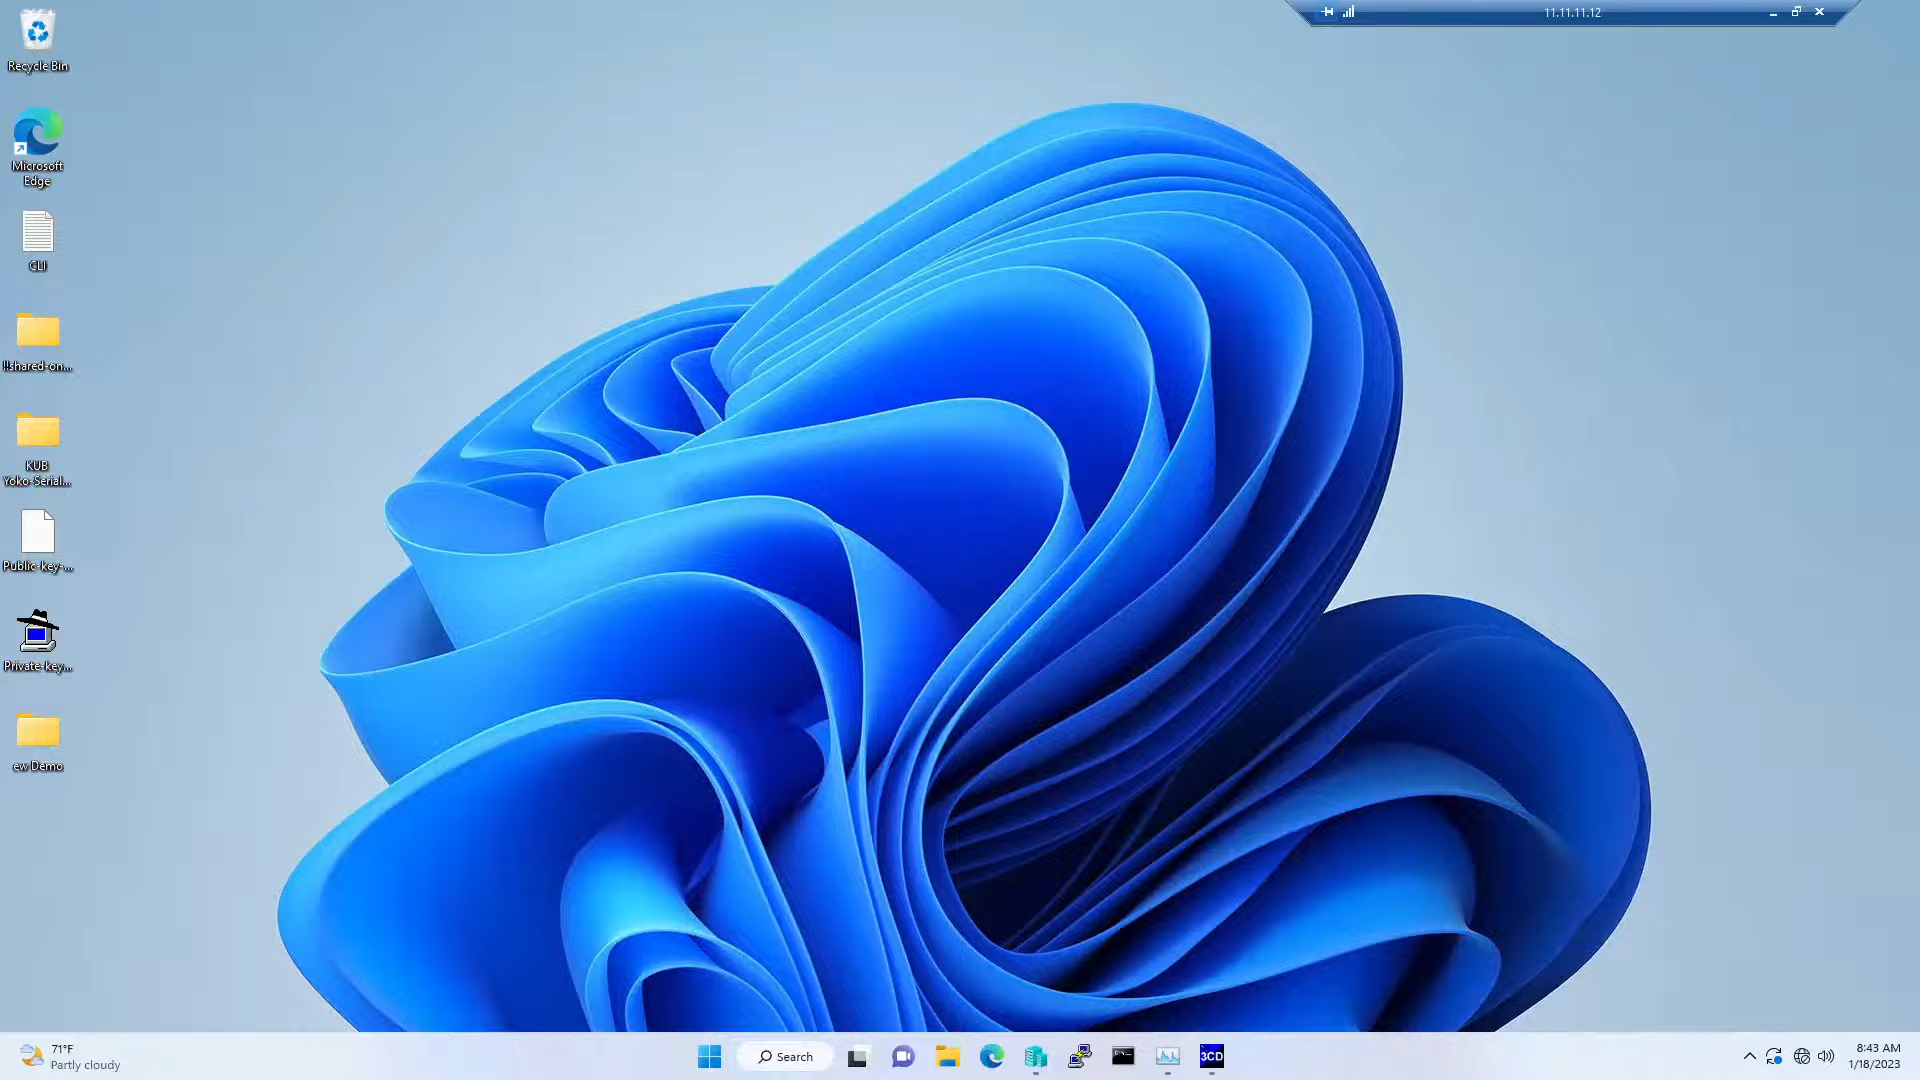 11.11.11.12
Recycle Bin
Microsoft
Edge
CLI
!!shared-on...
KUB
Yoko-Serial...
Public-key-...
Private-key...
ew Demo
71°F
Partly cloudy
Search
3CD
8:43 AM
1/18/2023